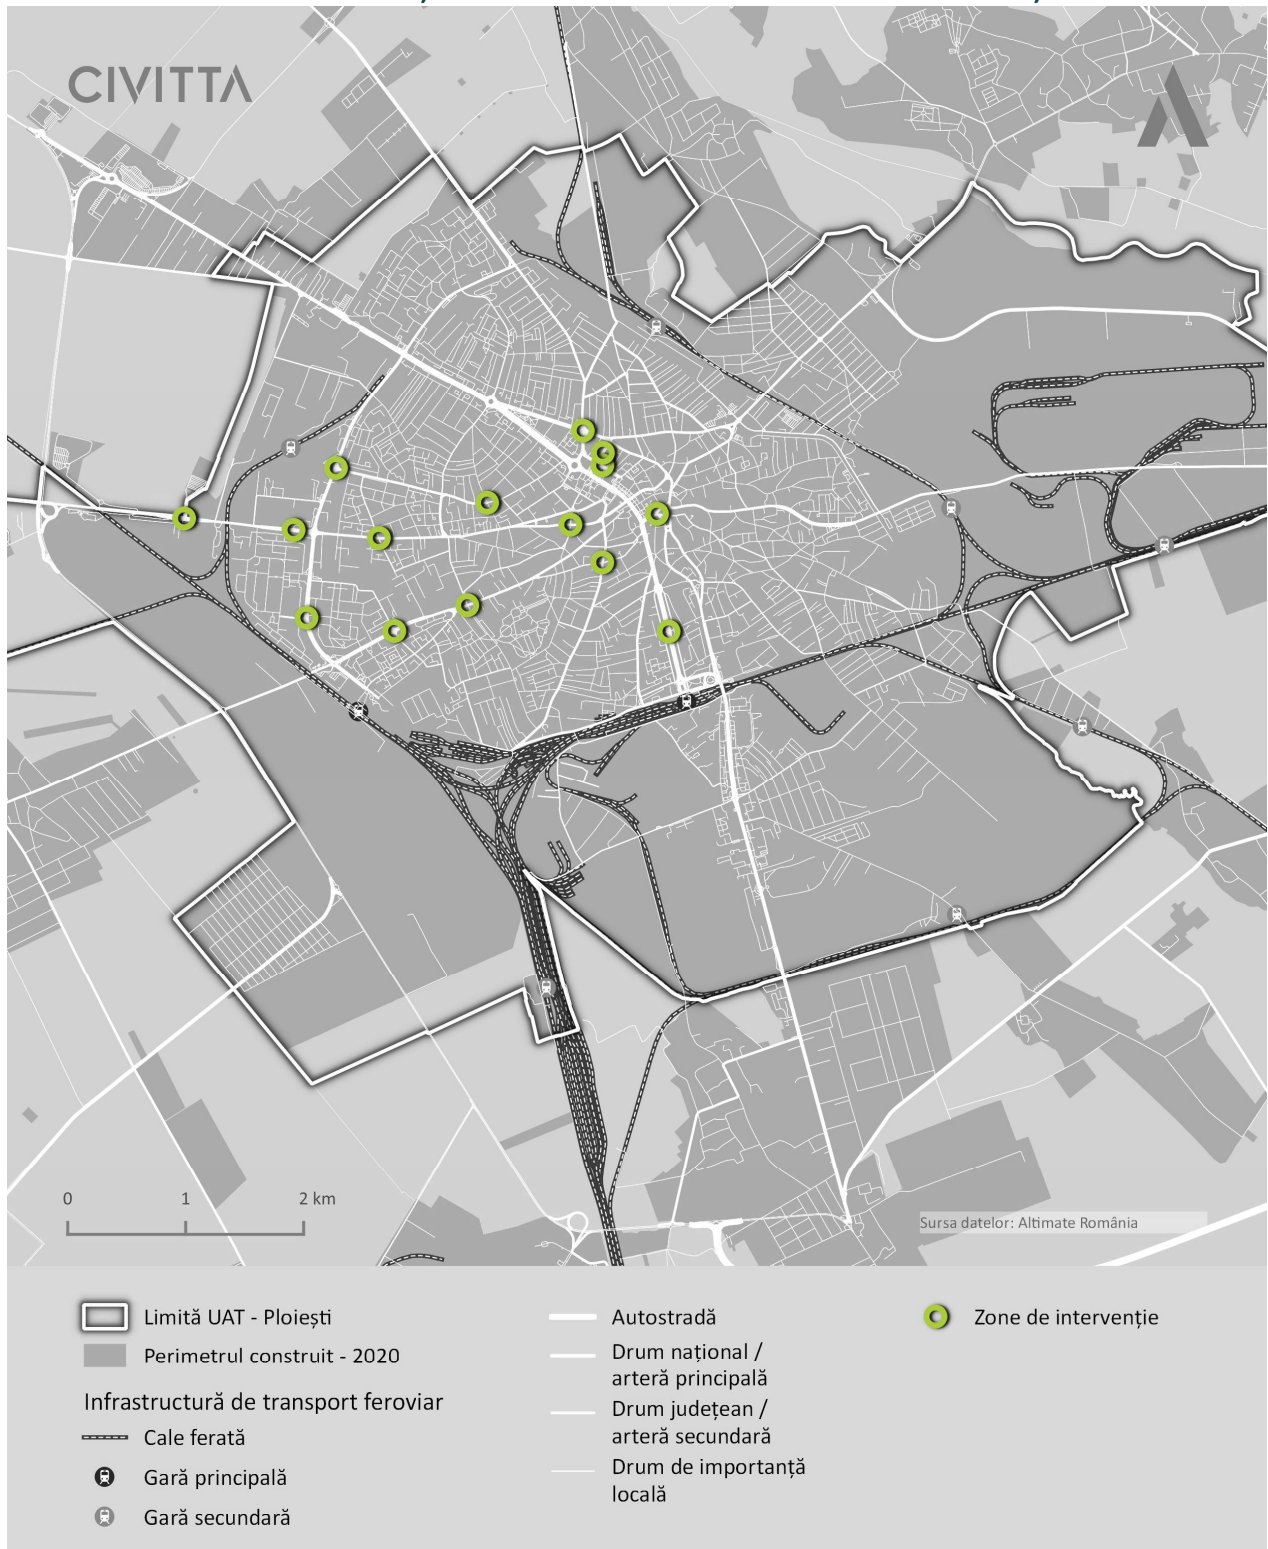 CIVITTA
0 1 2 km
Sursa datelor: Altimate România
Limită UAT - Ploiești
Perimetrul construit - 2020
Infrastructură de transport feroviar
Cale ferată
Gară principală
Gară secundară
Autostradă
Drum național /
arteră principală
Drum județean /
arteră secundară
Drum de importanță
locală
Zone de intervenție